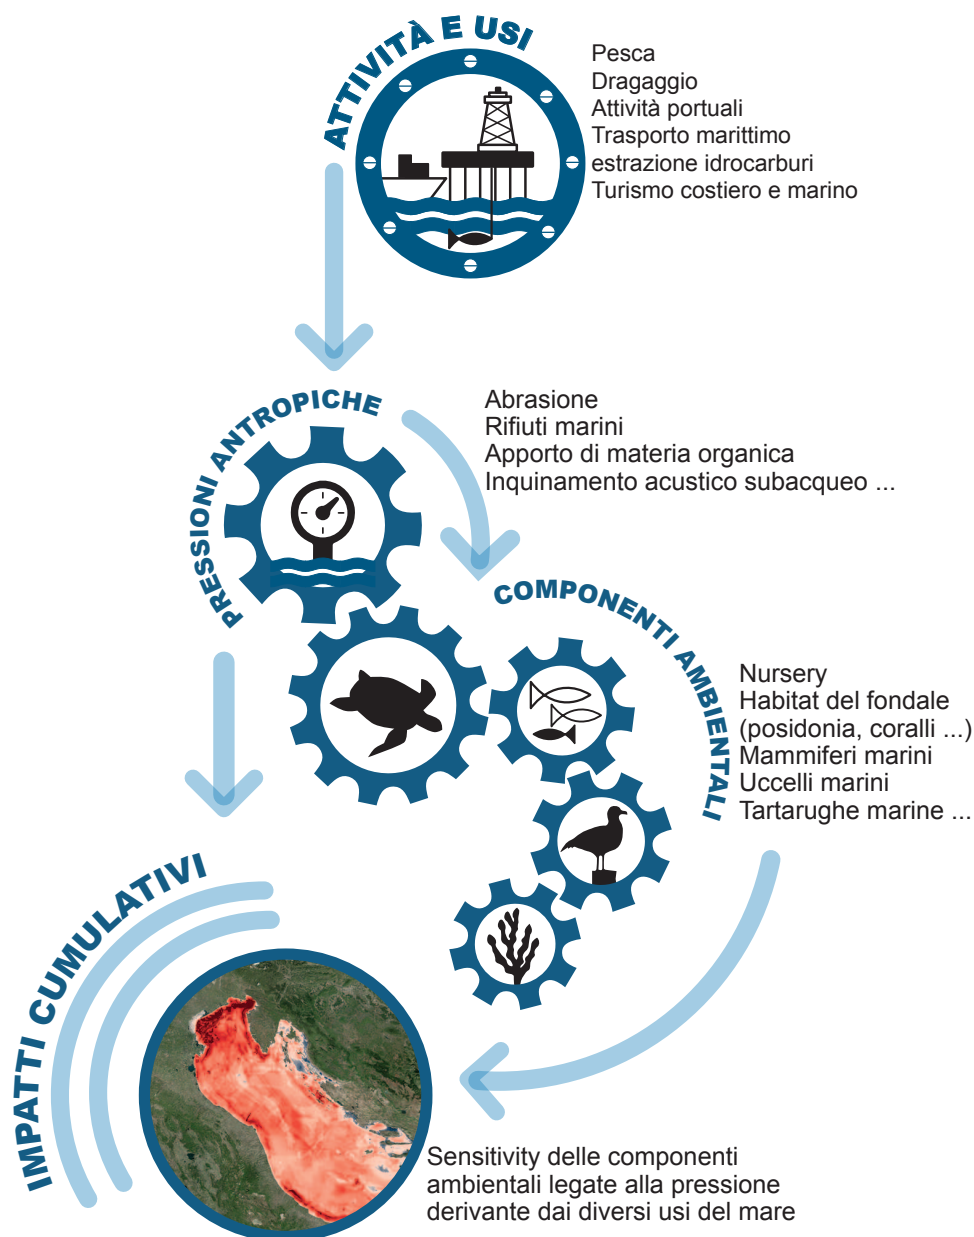 ATTIVITÀ E USI
Pesca
Dragaggio
Attività portuali
Trasporto marittimo
estrazione idrocarburi
Turismo costiero e marino
PRESSIONI ANTROPICHE
Abrasione
Rifiuti marini
Apporto di materia organica
Inquinamento acustico subacqueo ...
COMPONENTI AMBIENTALI
Nursery
Habitat del fondale
(posidonia, coralli ...)
Mammiferi marini
Uccelli marini
Tartarughe marine ...
IMPATTI CUMULATIVI
Sensitivity delle componenti
ambientali legate alla pressione
derivante dai diversi usi del mare